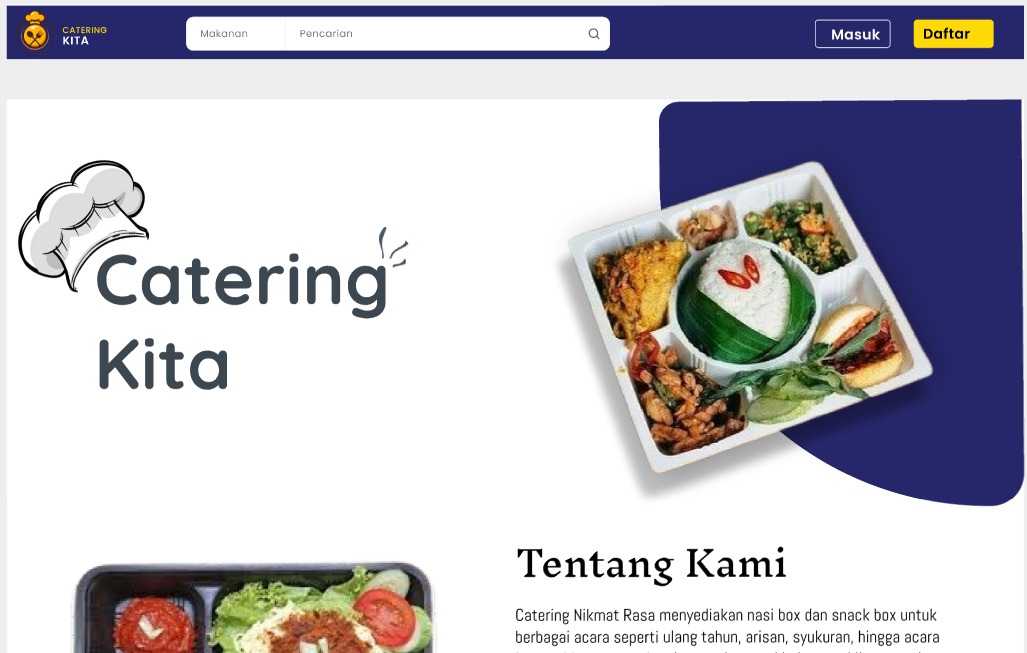 CATERING
KITA
Makanan
Pencarian
Masuk
Daftar
Catering
Kita
Tentang Kami
Catering Nikmat Rasa menyediakan nasi box dan snack box untuk
berbagai acara seperti ulang tahun, arisan, syukuran, hingga acara